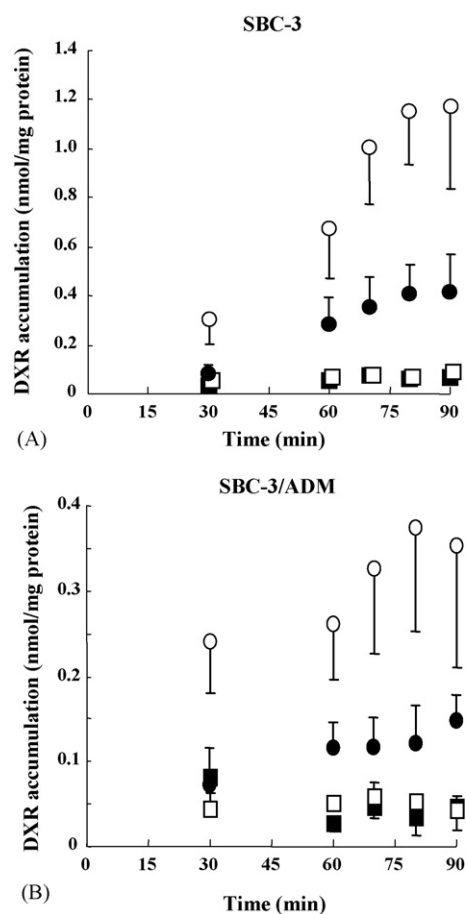 SBC-3
DXR accumulation (nmol/mg protein)
1.4
1.2
1.0
0.8
0.6
0.4
0.2
0
0 15 30 45 60 75 90
(A)
Time (min)
SBC-3/ADM
DXR accumulation (nmol/mg protein)
0.4
0.3
0.2
0.1
0
0 15 30 45 60 75 90
(B)
Time (min)